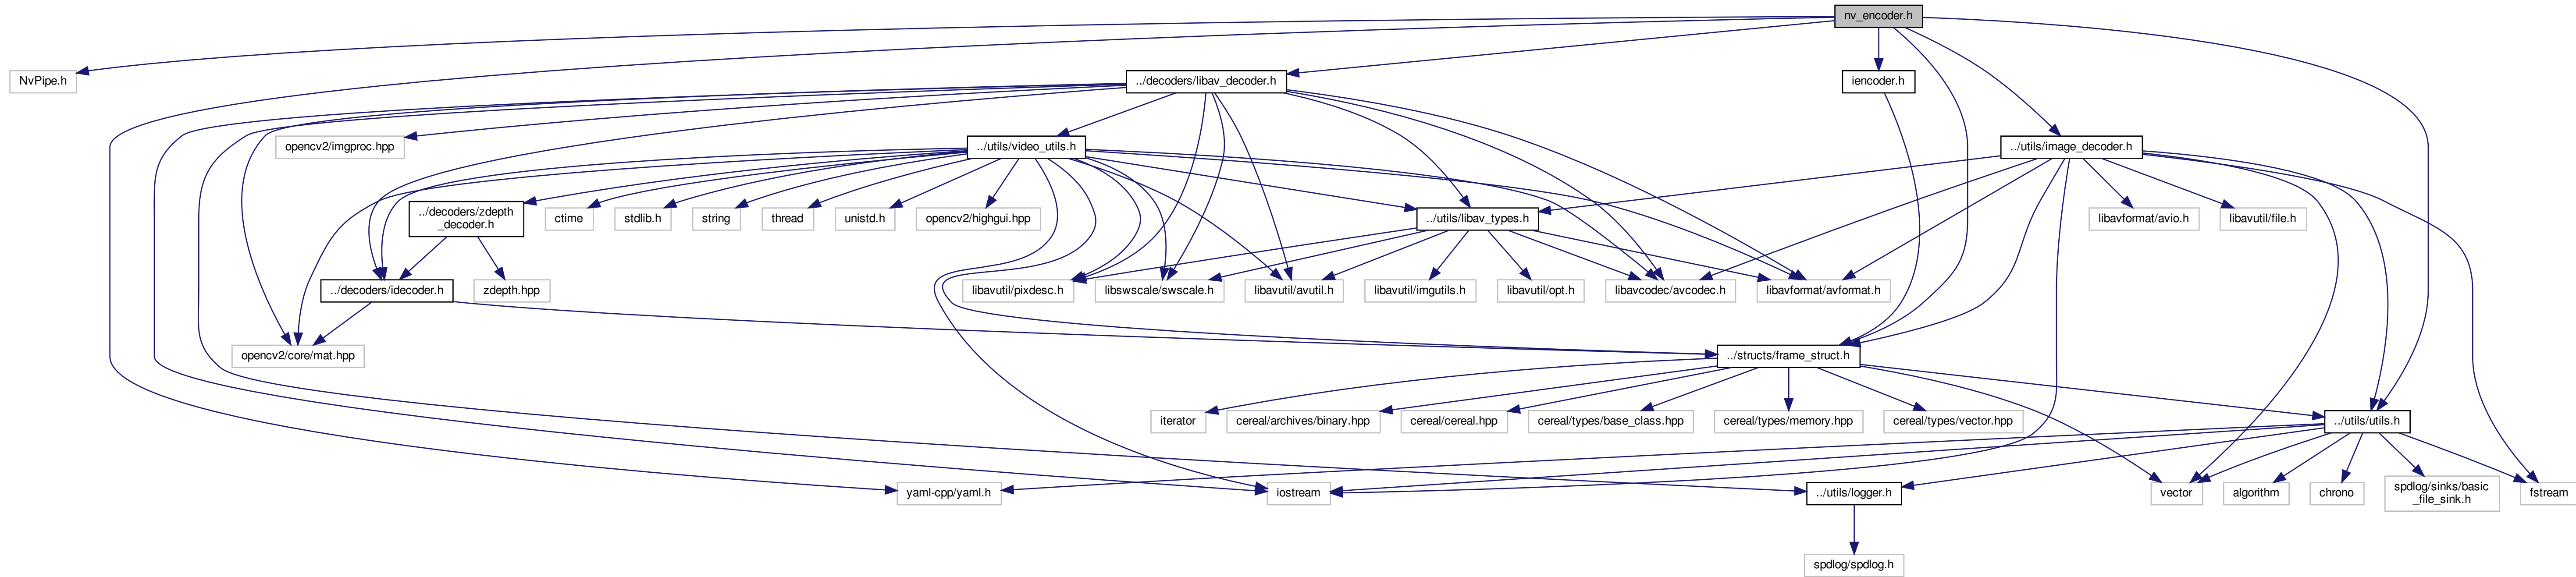 nv_encoder.h
NvPipe.h
../decoders/libav_decoder.h
iencoder.h
opencv2/imgproc.hpp
../utils/video_utils.h
../utils/image_decoder.h
../decoders/zdepth
_decoder.h
ctime
stdlib.h
string
thread
unistd.h
opencv2/highgui.hpp
../utils/libav_types.h
libavformat/avio.h
libavutil/file.h
../decoders/idecoder.h
zdepth.hpp
libavutil/pixdesc.h
libswscale/swscale.h
libavutil/avutil.h
libavutil/imgutils.h
libavutil/opt.h
libavcodec/avcodec.h
libavformat/avformat.h
opencv2/core/mat.hpp
../structs/frame_struct.h
iterator
cereal/archives/binary.hpp
cereal/cereal.hpp
cereal/types/base_class.hpp
cereal/types/memory.hpp
cereal/types/vector.hpp
../utils/utils.h
yaml-cpp/yaml.h
iostream
../utils/logger.h
vector
algorithm
chrono
spdlog/sinks/basic
_file_sink.h
fstream
spdlog/spdlog.h